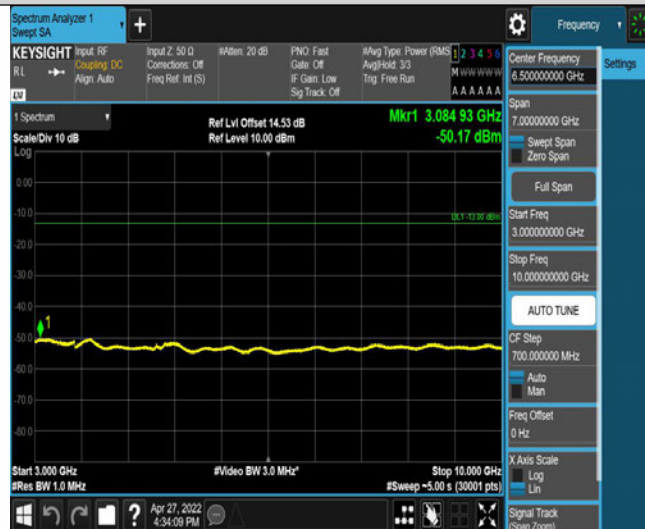 Spectrum Analyzer 1
Swept SA
Frequency
KEYSIGHT
Input: RF
Input Z: 50 Ω
#Atten: 20 dB
PNO: Fast
#Avg Type: Power (RMS
1 2 3 4 5 6
R L
Coupling: DC
Corrections: Off
Gate: Off
Avg|Hold: 3/3
M W W W W W
Align: Auto
Freq Ref: Int (S)
IF Gain: Low
Trig: Free Run
Sig Track: Off
A A A A A A
LXI
1 Spectrum
Ref Lvl Offset 14.53 dB
Mkr1 3.084 93 GHz
Scale/Div 10 dB
Ref Level 10.00 dBm
-50.17 dBm
Log
0.00
-10.0
DL1 -13.00 dBm
-20.0
-30.0
-40.0
1
-50.0
-60.0
-70.0
-80.0
Start 3.000 GHz
#Video BW 3.0 MHz*
Stop 10.000 GHz
#Res BW 1.0 MHz
#Sweep ~5.00 s (30001 pts)
Apr 27, 2022
4:34:09 PM
Settings
Center Frequency
6.500000000 GHz
Span
7.00000000 GHz
Swept Span
Zero Span
Full Span
Start Freq
3.000000000 GHz
Stop Freq
10.000000000 GHz
AUTO TUNE
CF Step
700.000000 MHz
Auto
Man
Freq Offset
0 Hz
X Axis Scale
Log
Lin
Signal Track
(Span Zoom)